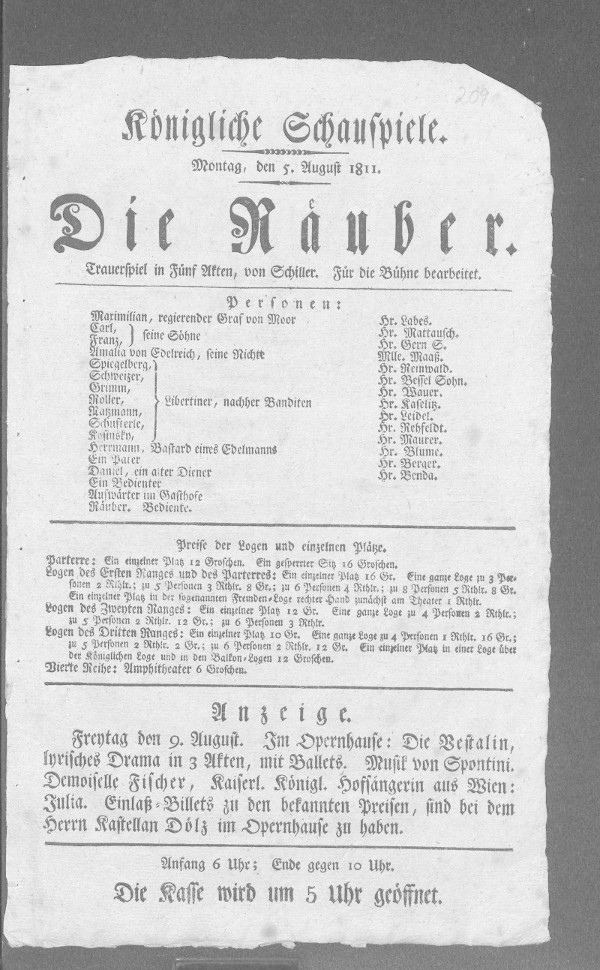 209
Königliche Schauspiele.
Montag, den 5. August 1811.
Die Räuber.
Trauerspiel in Fünf Akten, von Schiller. Für die Bühne bearbeitet.
Personen:
Maximilian, regierender Graf von Moor
Carl,
Franz, } seine Söhne
Amalia von Edelreich, seine Nichte
Spiegelberg,
Schweizer,
Grimm,
Roller,
Razmann, } Libertiner, nachher Banditen
Schufterle,
Kosinsky,
Herrmann, Bastard eines Edelmanns
Ein Pater
Daniel, ein alter Diener
Ein Bedienter
Aufwärter im Gasthofe
Räuber. Bediente.
Hr. Labes.
Hr. Mattausch.
Hr. Gern S.
Mlle. Maaß.
Hr. Reinwald.
Hr. Bessel Sohn.
Hr. Wauer.
Hr. Kaselitz.
Hr. Leidel.
Hr. Rehfeldt.
Hr. Maurer.
Hr. Blume.
Hr. Berger.
Hr. Benda.
Preise der Logen und einzelnen Plätze.
Parterre: Ein einzelner Platz 12 Groschen. Ein gesperrter Sitz 16 Groschen.
Logen des Ersten Ranges und des Parterres: Ein einzelner Platz 16 Gr. Eine ganze Loge zu 3 Per-
sonen 2 Rthlr.; zu 5 Personen 3 Rthlr. 8 Gr.; zu 6 Personen 4 Rthlr.; zu 8 Personen 5 Rthlr. 8 Gr.
Ein einzelner Platz in der sogenannten Fremden-Loge rechter Hand zunächst am Theater 1 Rthlr.
Logen des Zweyten Ranges: Ein einzelner Platz 12 Gr. Eine ganze Loge zu 4 Personen 2 Rthlr.;
zu 5 Personen 2 Rthlr. 12 Gr.; zu 6 Personen 3 Rthlr.
Logen des Dritten Ranges: Ein einzelner Platz 10 Gr. Eine ganze Loge zu 4 Personen 1 Rthlr. 16 Gr.;
zu 5 Personen 2 Rthlr. 2 Gr.; zu 6 Personen 2 Rthlr. 12 Gr. Ein einzelner Platz in einer Loge über
der Königlichen Loge und in den Balkon-Logen 12 Groschen.
Vierte Reihe: Amphitheater 6 Groschen.
Anzeige.
Freytag den 9. August. Im Opernhause: Die Vestalin,
lyrisches Drama in 3 Akten, mit Ballets. Musik von Spontini.
Demoiselle Fischer, Kaiserl. Königl. Hofsängerin aus Wien:
Julia. Einlaß-Billets zu den bekannten Preisen, sind bei dem
Herrn Kastellan Dölz im Opernhause zu haben.
Anfang 6 Uhr; Ende gegen 10 Uhr.
Die Kasse wird um 5 Uhr geöffnet.